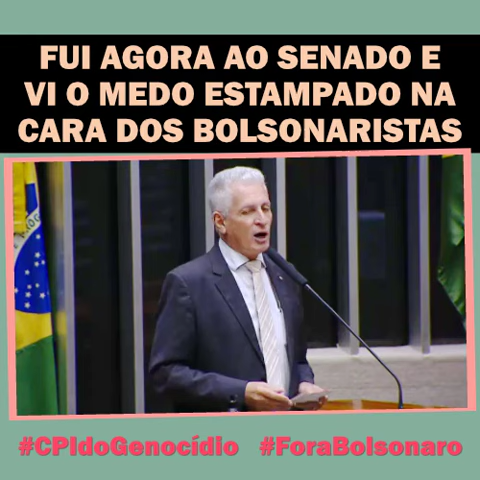 FUI AGORA AO SENADO E
VI O MEDO ESTAMPADO NA
CARA DOS BOLSONARISTAS
#CPIdoGenocídio #ForaBolsonaro